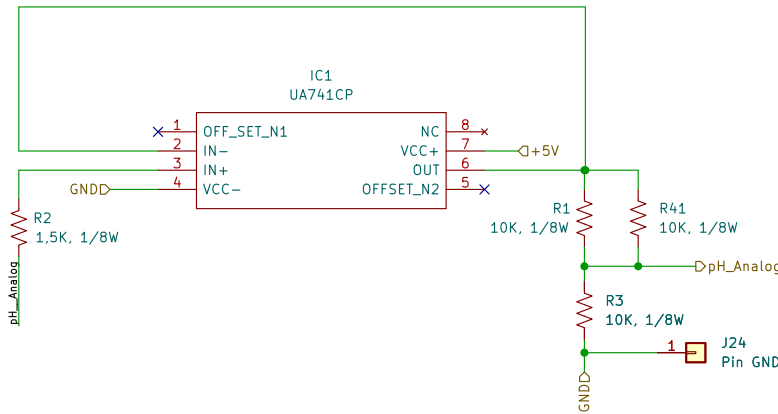 IC1
UA741CP
1 OFF_SET_N1 NC 8
2 IN- VCC+ 7 +5V
3 IN+ OUT 6
GND 4 VCC- OFFSET_N2 5
R2
1,5K, 1/8W
pH_Analog
R1
10K, 1/8W
R41
10K, 1/8W
pH_Analog
R3
10K, 1/8W
1 J24
Pin GND
GND